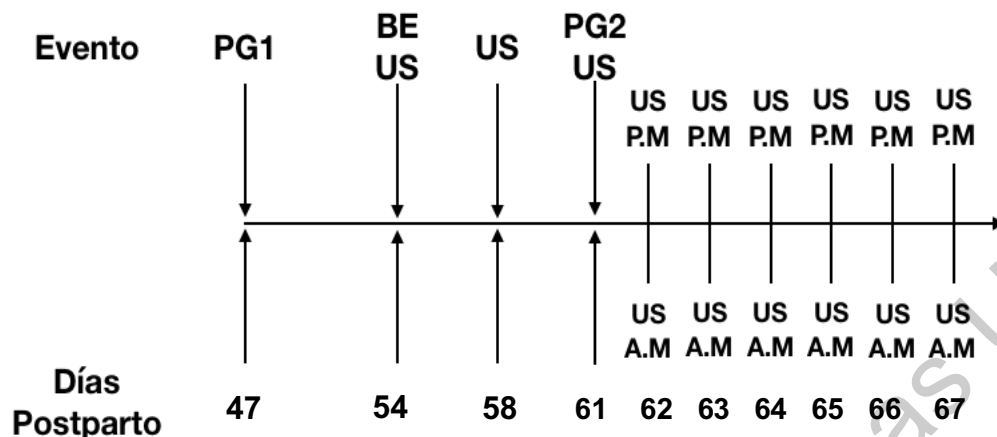 Evento PG1 BE US US PG2 US
US US US US US US
P.M P.M P.M P.M P.M P.M
US US US US US US
A.M A.M A.M A.M A.M A.M
Días Postparto 47 54 58 61 62 63 64 65 66 67